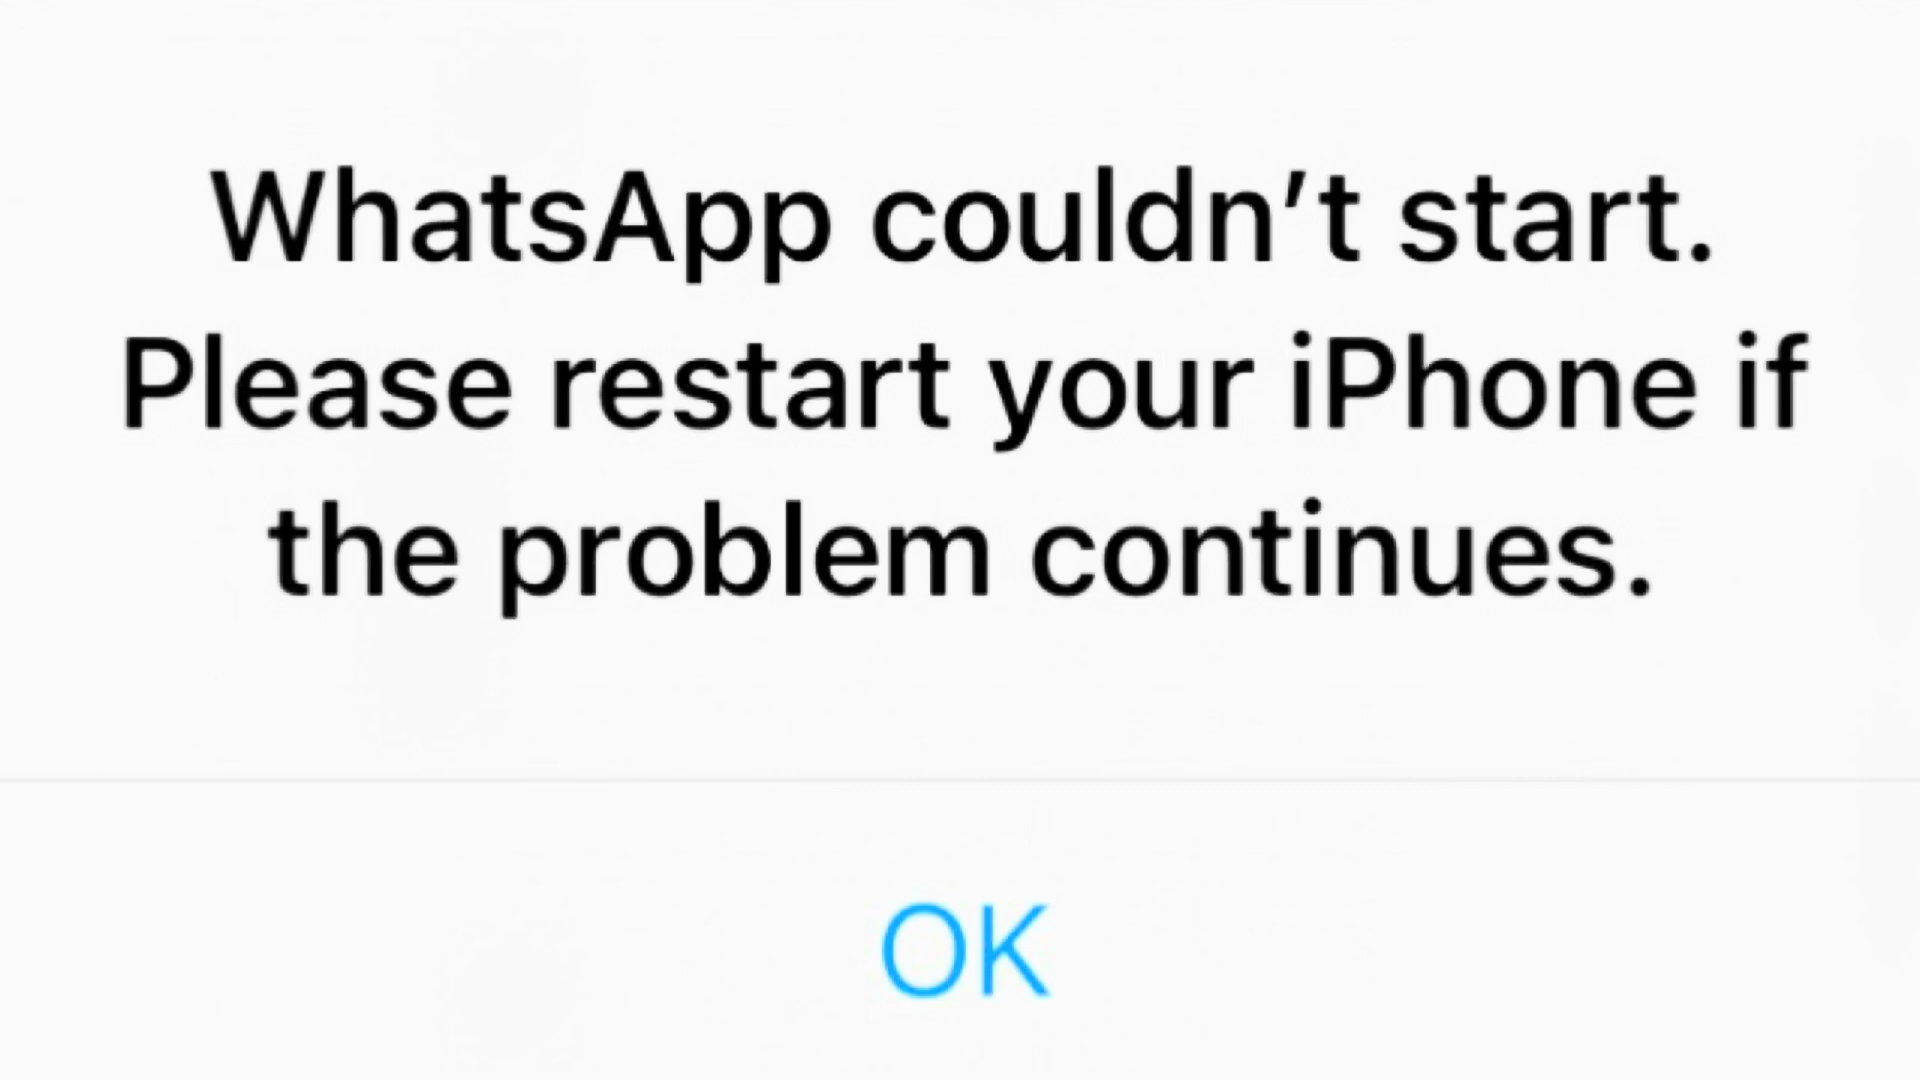 WhatsApp couldn’t start.
Please restart your iPhone if
the problem continues.
OK